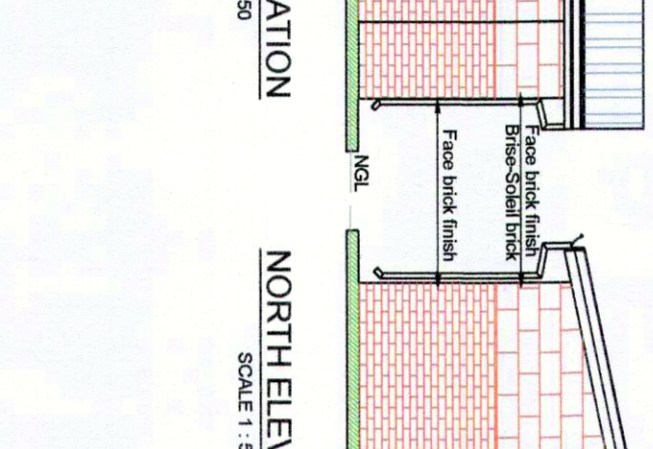 Face brick finish
Brise-Soleil brick
Face brick finish
NGL
ATION
50
NORTH ELEV
SCALE 1 : 5